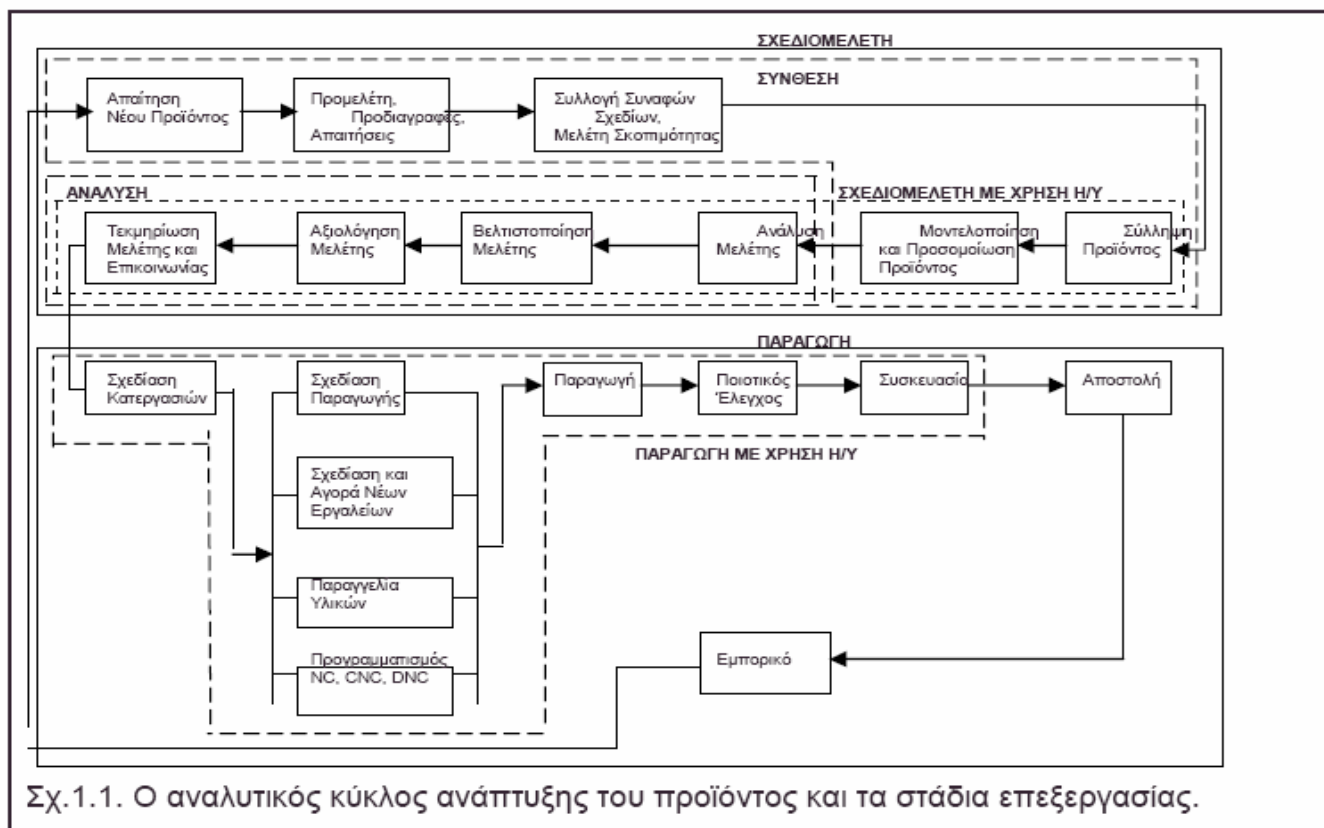 ΣΧΕΔΙΟΜΕΛΕΤΗ
ΣΥΝΘΕΣΗ
Απαίτηση
Νέου Προϊόντος
Προμελέτη,
Προδιαγραφές,
Απαιτήσεις
Συλλογή Συναφών
Σχεδίων,
Μελέτη Σκοπιμότητας
ΑΝΑΛΥΣΗ
ΣΧΕΔΙΟΜΕΛΕΤΗ ΜΕ ΧΡΗΣΗ Η/Υ
Τεκμηρίωση
Μελέτης και
Επικοινωνίας
Αξιολόγηση
Μελέτης
Βελτιστοποίηση
Μελέτης
Ανάλυση
Μελέτης
Μοντελοποίηση
και Προσομοίωση
Προϊόντος
Σύλληψη
Προϊόντος
ΠΑΡΑΓΩΓΗ
Σχεδίαση
Κατεργασιών
Σχεδίαση
Παραγωγής
Παραγωγή
Ποιοτικός
Έλεγχος
Συσκευασία
Αποστολή
ΠΑΡΑΓΩΓΗ ΜΕ ΧΡΗΣΗ Η/Υ
Σχεδίαση και
Αγορά Νέων
Εργαλείων
Παραγγελία
Υλικών
Προγραμματισμός
NC, CNC, DNC
Εμπορικό
Σχ.1.1. Ο αναλυτικός κύκλος ανάπτυξης του προϊόντος και τα στάδια επεξεργασίας.